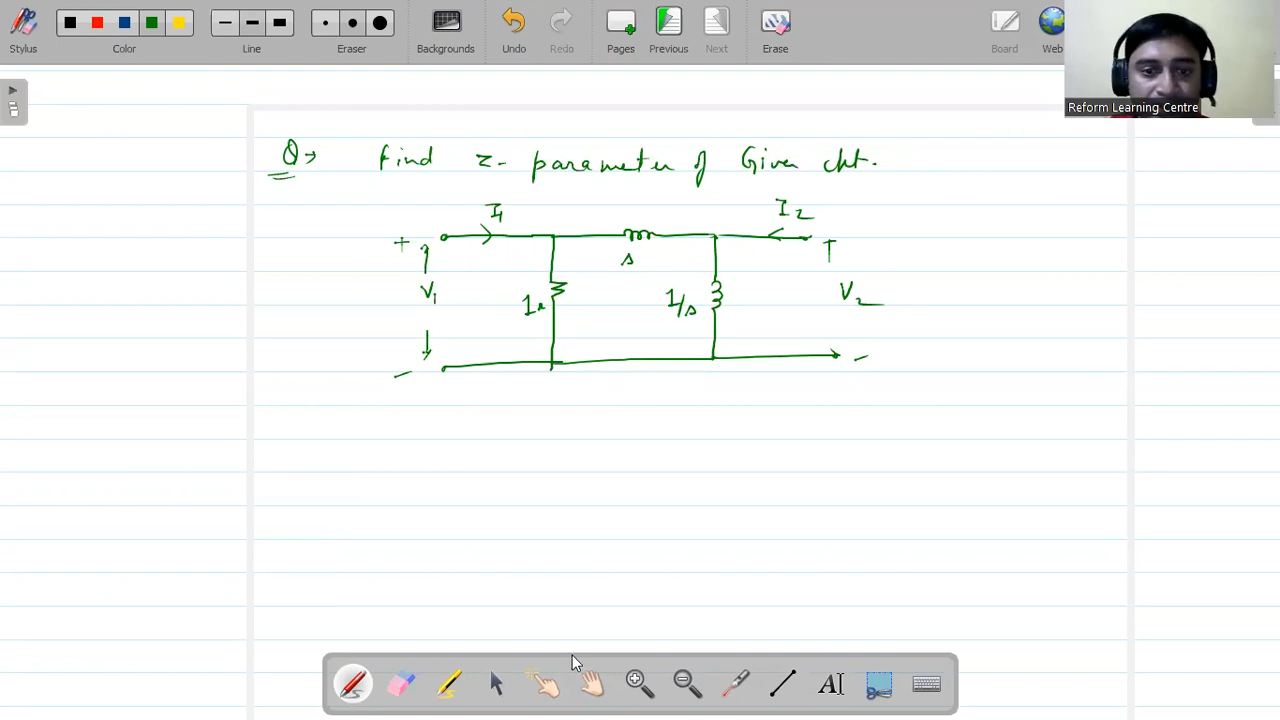 Stylus Color Line Eraser Backgrounds Undo Redo Pages Previous Next Erase Board Web
Reform Learning Centre
Q→ Find z- parameter of Given ckt.
I1 I2
+
s
V1 1Ω 1/s V2
- -
AI